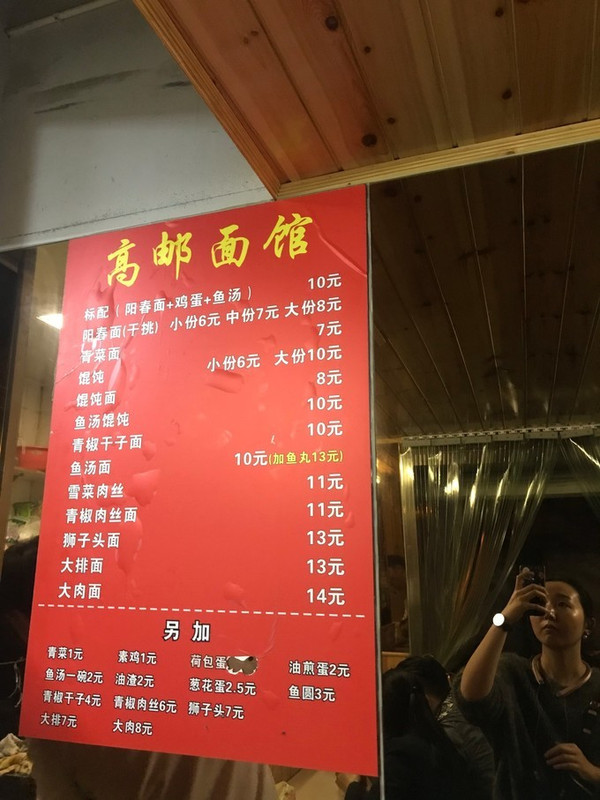 高邮面馆
标配（阳春面+鸡蛋+鱼汤） 10元
阳春面(干挑) 小份6元 中份7元 大份8元
青菜面 7元
馄饨 小份6元 大份10元
馄饨面 8元
鱼汤馄饨 10元
青椒干子面 10元
鱼汤面 10元(加鱼丸13元)
雪菜肉丝 11元
青椒肉丝面 11元
狮子头面 13元
大排面 13元
大肉面 14元
另加
青菜1元 素鸡1元 荷包蛋 油煎蛋2元
鱼汤一碗2元 油渣2元 葱花蛋2.5元 鱼圆3元
青椒干子4元 青椒肉丝6元 狮子头7元
大排7元 大肉8元